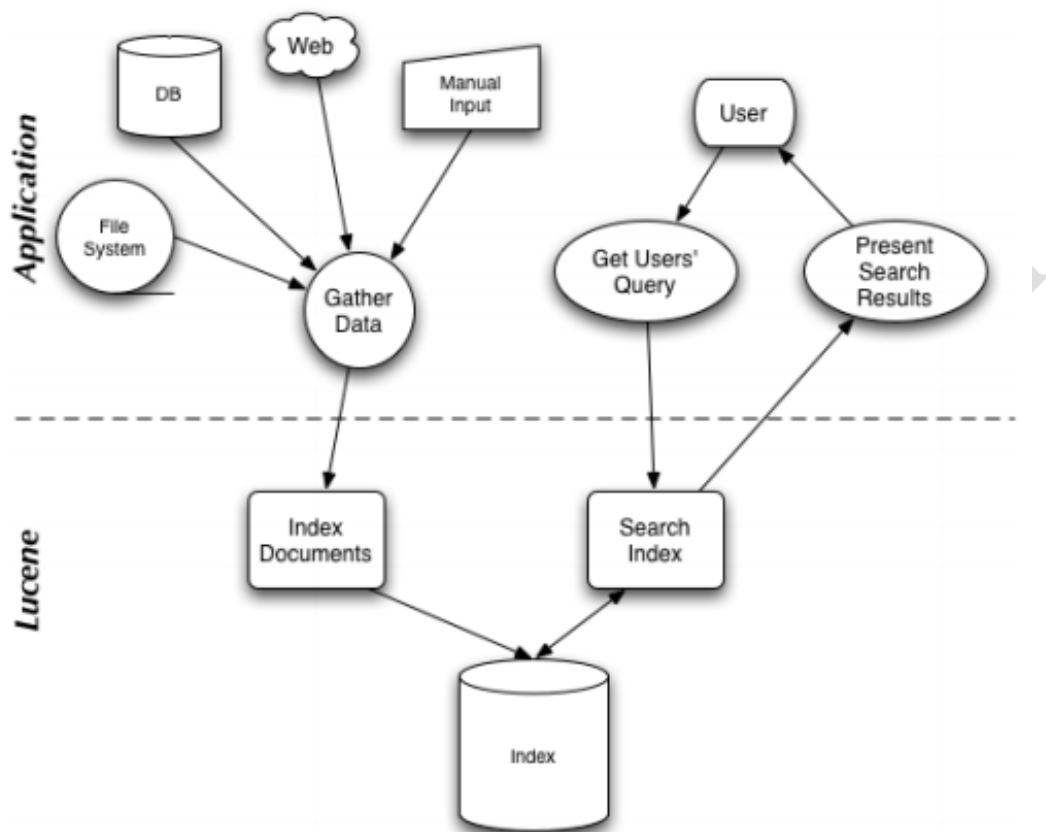 Application
Web
DB
Manual
Input
User
File
System
Gather
Data
Get Users'
Query
Present
Search
Results
Lucene
Index
Documents
Search
Index
Index